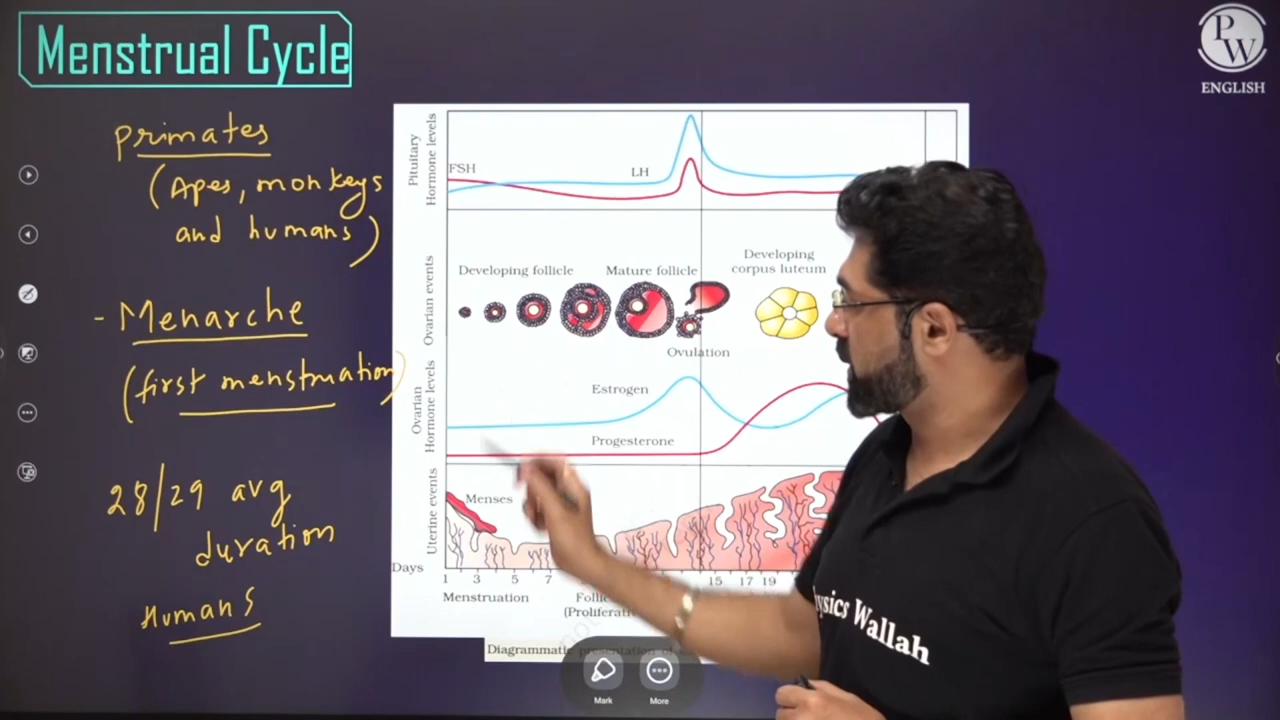 Menstrual Cycle
PW
ENGLISH
Primates
(Apes, monkeys
and humans)
- Menarche
(first menstruation)
28/29 avg
duration
Humans
Pituitary
Hormone levels
FSH
LH
Ovarian events
Developing follicle
Mature follicle
Developing
corpus luteum
Ovulation
Ovarian
Hormone levels
Estrogen
Progesterone
Uterine events
Menses
Days
1 3 5 7 15 17 19
Menstruation
Diagrammatic presentation of
Mark
More
Wallah